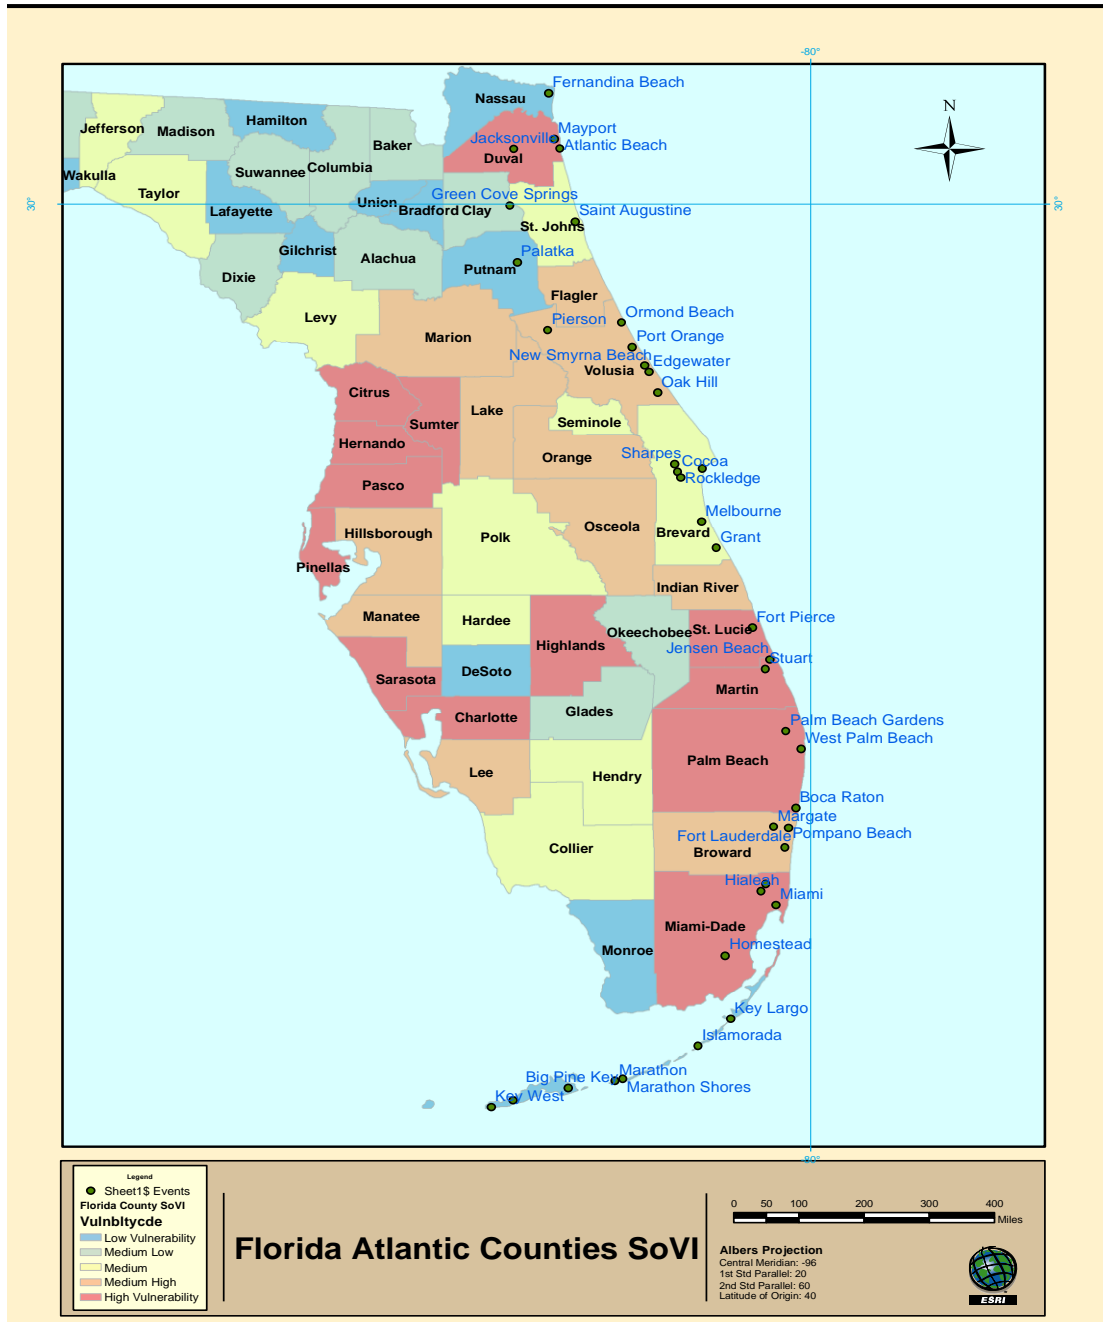 -80°
Fernandina Beach
Nassau
Hamilton
Jefferson
Madison
Mayport
Jacksonville
Atlantic Beach
Baker
Duval
Columbia
Suwannee
Wakulla
Taylor
Green Cove Springs
30°
Union
30°
Lafayette
Bradford Clay
Saint Augustine
St. Johns
Gilchrist
Palatka
Alachua
Putnam
Dixie
Flagler
Levy
Ormond Beach
Pierson
Marion
Port Orange
New Smyrna Beach
Edgewater
Volusia
Oak Hill
Citrus
Lake
Sumter
Seminole
Hernando
Sharpes
Orange
Cocoa
Rockledge
Pasco
Melbourne
Osceola
Hillsborough
Polk
Brevard
Grant
Pinellas
Indian River
Manatee
Hardee
Fort Pierce
Okeechobee
St. Lucie
Highlands
Jensen Beach
Stuart
DeSoto
Sarasota
Martin
Glades
Charlotte
Palm Beach Gardens
West Palm Beach
Palm Beach
Lee
Hendry
Boca Raton
Margate
Fort Lauderdale
Pompano Beach
Collier
Broward
Hialeah
Miami
Miami-Dade
Homestead
Monroe
Key Largo
Islamorada
Marathon
Big Pine Key
Marathon Shores
Key West
-80°
N
Legend
Sheet1$ Events
Florida County SoVI
Vulnbltycde
Low Vulnerability
Medium Low
Medium
Medium High
High Vulnerability
Florida Atlantic Counties SoVI
0 50 100 200 300 400
Miles
Albers Projection
Central Meridian: -96
1st Std Parallel: 20
2nd Std Parallel: 60
Latitude of Origin: 40
ESRI